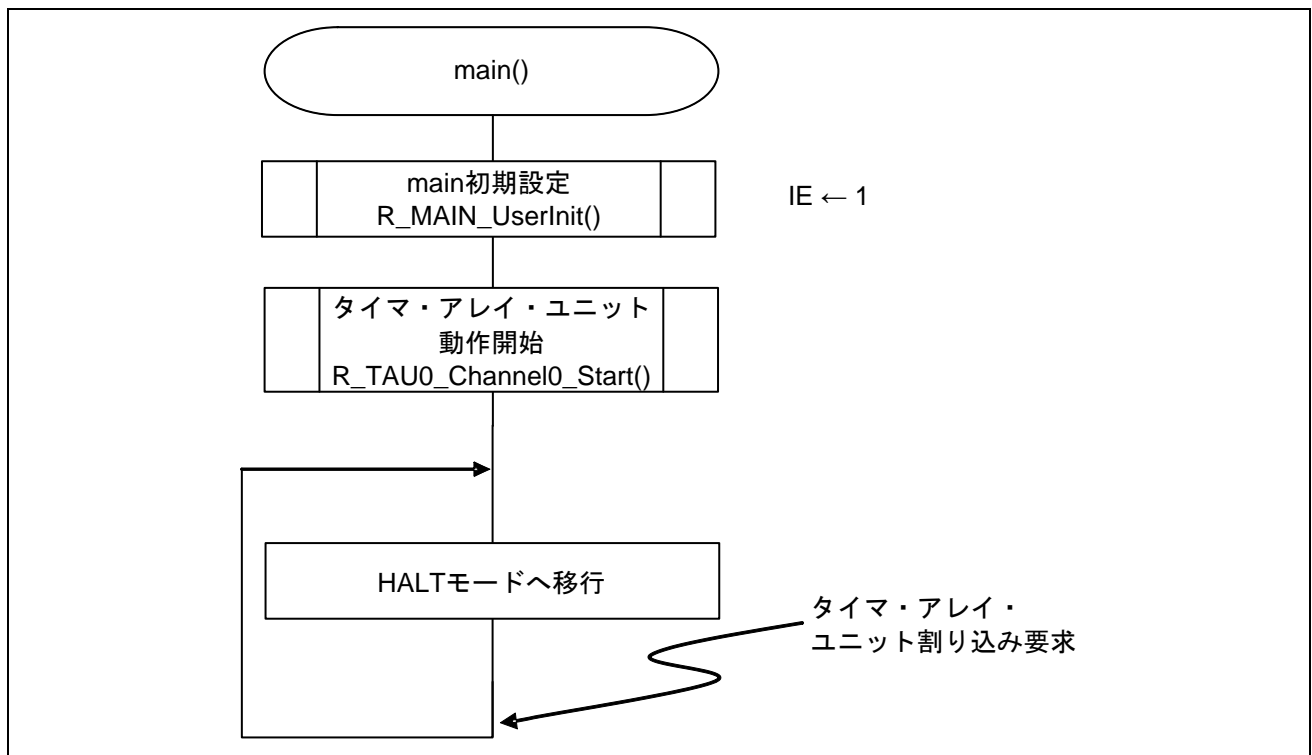 main()
main初期設定
R_MAIN_UserInit()
IE ← 1
タイマ・アレイ・ユニット
動作開始
R_TAU0_Channel0_Start()
HALTモードへ移行
タイマ・アレイ・
ユニット割り込み要求